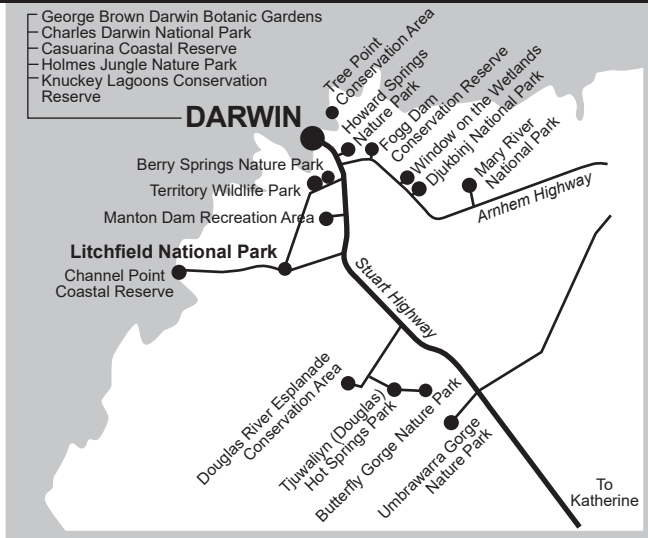 George Brown Darwin Botanic Gardens
Charles Darwin National Park
Casuarina Coastal Reserve
Holmes Jungle Nature Park
Knuckey Lagoons Conservation
Reserve
DARWIN
Tree Point
Conservation Area
Howard Springs
Nature Park
Fogg Dam
Conservation Reserve
Window on the Wetlands
Djukbinj National Park
Mary River
National Park
Arnhem Highway
Berry Springs Nature Park
Territory Wildlife Park
Manton Dam Recreation Area
Litchfield National Park
Channel Point
Coastal Reserve
Stuart Highway
Douglas River Esplanade
Conservation Area
Tjuwaliyn (Douglas)
Hot Springs Park
Butterfly Gorge Nature Park
Umbrawarra Gorge
Nature Park
To
Katherine